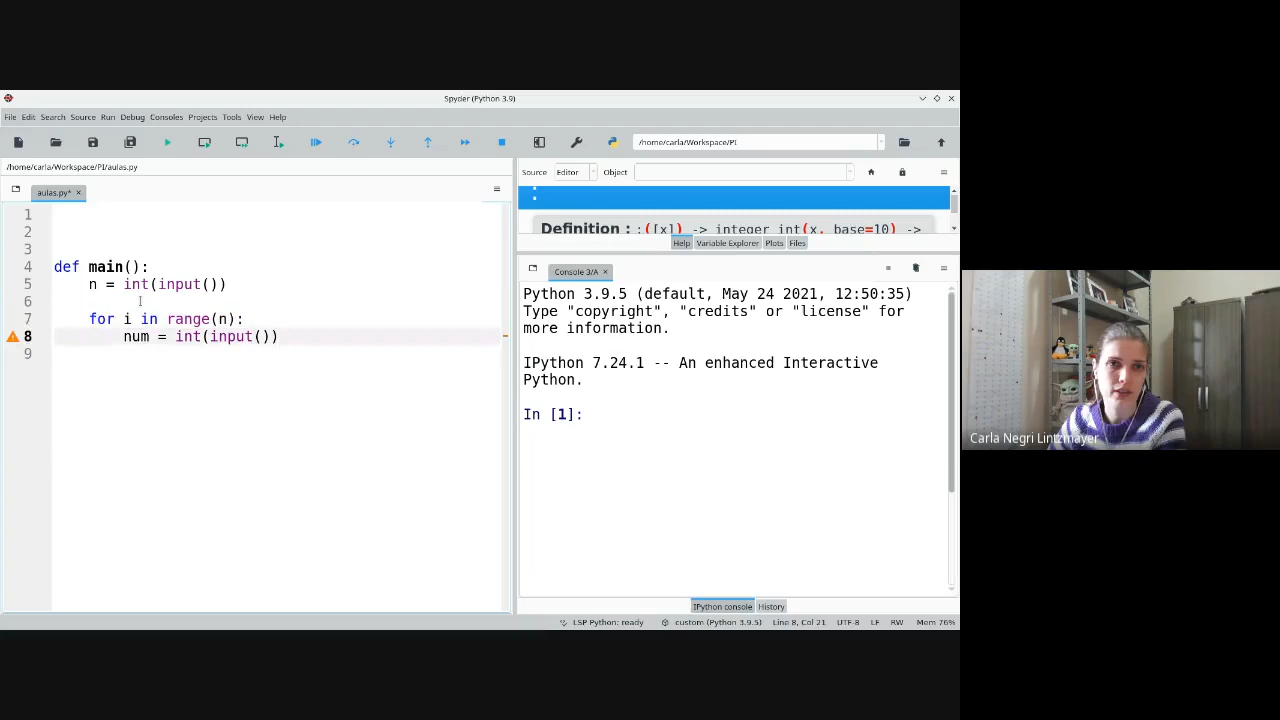 Spyder (Python 3.9)
File Edit Search Source Run Debug Consoles Projects Tools View Help
/home/carla/Workspace/PI
/home/carla/Workspace/PI/aulas.py
Source Editor Object
aulas.py*
:
Definition : :([x]) -> integer int(x, base=10) ->
Help Variable Explorer Plots Files
1
2
3
4 def main():
5 n = int(input())
6
7 for i in range(n):
8 num = int(input())
9
Console 3/A
Python 3.9.5 (default, May 24 2021, 12:50:35)
Type "copyright", "credits" or "license" for
more information.
IPython 7.24.1 -- An enhanced Interactive
Python.
In [1]:
IPython console History
LSP Python: ready custom (Python 3.9.5) Line 8, Col 21 UTF-8 LF RW Mem 76%
Carla Negri Lintzmayer